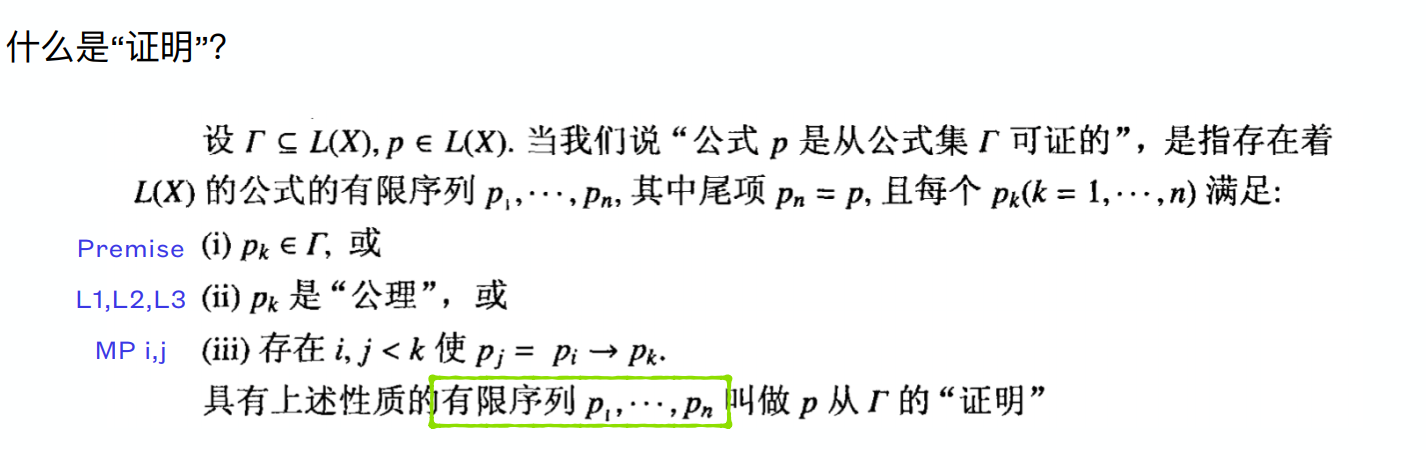 什么是“证明”？
设 Γ ⊆ L(X), p ∈ L(X). 当我们说“公式 p 是从公式集 Γ 可证的”，是指存在着
L(X) 的公式的有限序列 p₁,⋯,pₙ, 其中尾项 pₙ = p, 且每个 pₖ(k = 1,⋯,n) 满足:
Premise (i) pₖ ∈ Γ, 或
L1,L2,L3 (ii) pₖ 是“公理”，或
MP i,j (iii) 存在 i, j < k 使 pⱼ = pᵢ → pₖ.
具有上述性质的有限序列 p₁,⋯,pₙ 叫做 p 从 Γ 的“证明”